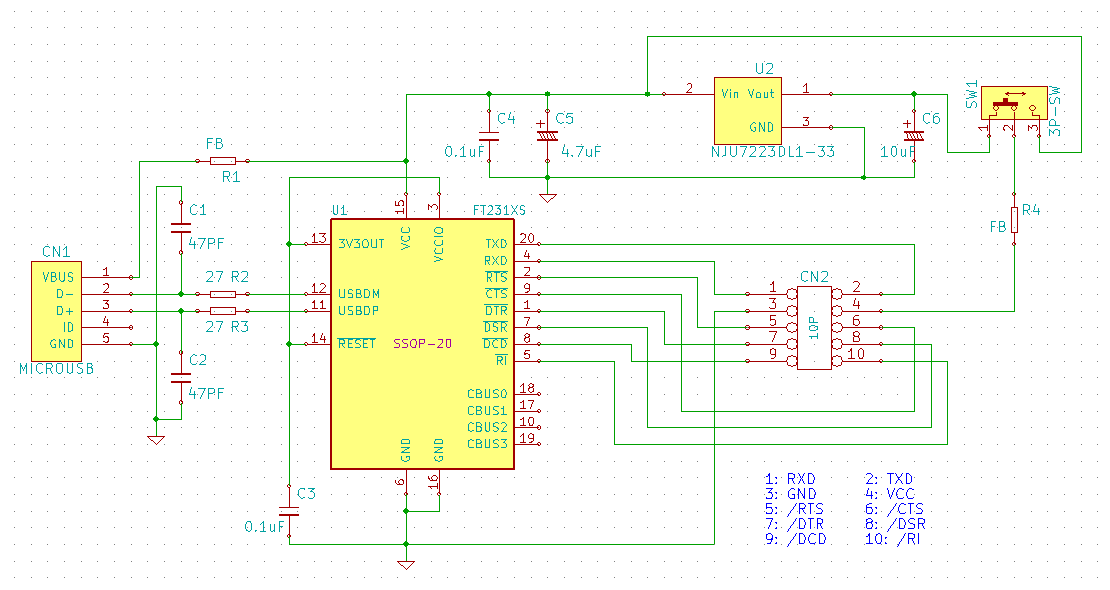 U2
2 Vin Vout 1
GND 3
NJU7223DL1-33
SW1
3P-SW
1 2 3
C4
0.1uF
C5
4.7uF
C6
10uF
FB
R1
R4
FB
C1
47PF
CN1
VBUS 1
D- 2
D+ 3
ID 4
GND 5
MICROUSB
27 R2
27 R3
C2
47PF
U1
FT231XS
15 3
VCC VCCIO
13 3V3OUT
12 USBDM
11 USBDP
14 RESET
SSOP-20
TXD 20
RXD 4
RTS 2
CTS 9
DTR 1
DSR 7
DCD 8
RI 5
CBUS0 18
CBUS1 17
CBUS2 10
CBUS3 19
GND GND
6 16
C3
0.1uF
CN2
10P
1 2
3 4
5 6
7 8
9 10
1: RXD 2: TXD
3: GND 4: VCC
5: /RTS 6: /CTS
7: /DTR 8: /DSR
9: /DCD 10: /RI